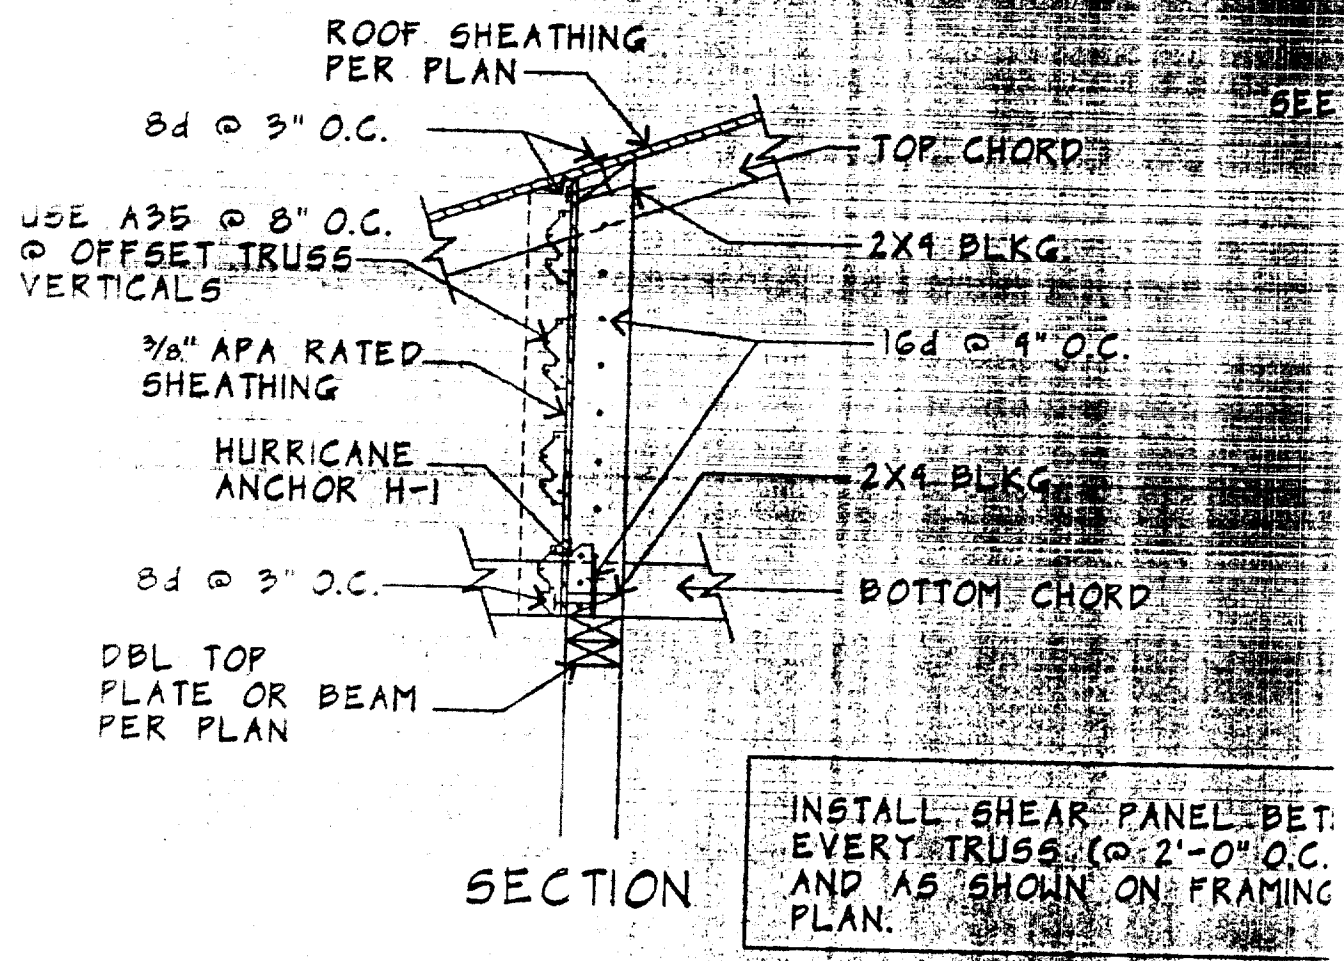 ROOF SHEATHING
PER PLAN
8d @ 3" O.C.
SEE
TOP CHORD
USE A35 @ 8" O.C.
@ OFFSET TRUSS
VERTICALS
2X4 BLKG.
3/8" APA RATED
SHEATHING
16d @ 4" O.C.
HURRICANE
ANCHOR H-1
2X4 BLKG
8d @ 3" O.C.
BOTTOM CHORD
DBL TOP
PLATE OR BEAM
PER PLAN
SECTION
INSTALL SHEAR PANEL BET.
EVERY TRUSS (@ 2'-0" O.C.
AND AS SHOWN ON FRAMING
PLAN.